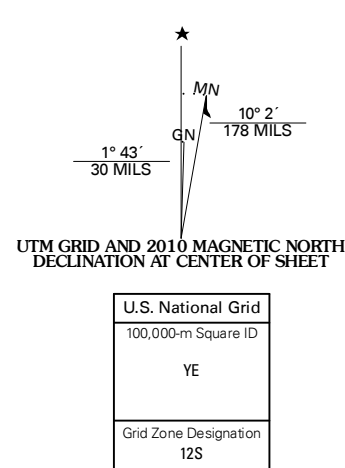 MN
GN
10° 2´
178 MILS
1° 43´
30 MILS
UTM GRID AND 2010 MAGNETIC NORTH
DECLINATION AT CENTER OF SHEET
U.S. National Grid
100,000-m Square ID
YE
Grid Zone Designation
12S